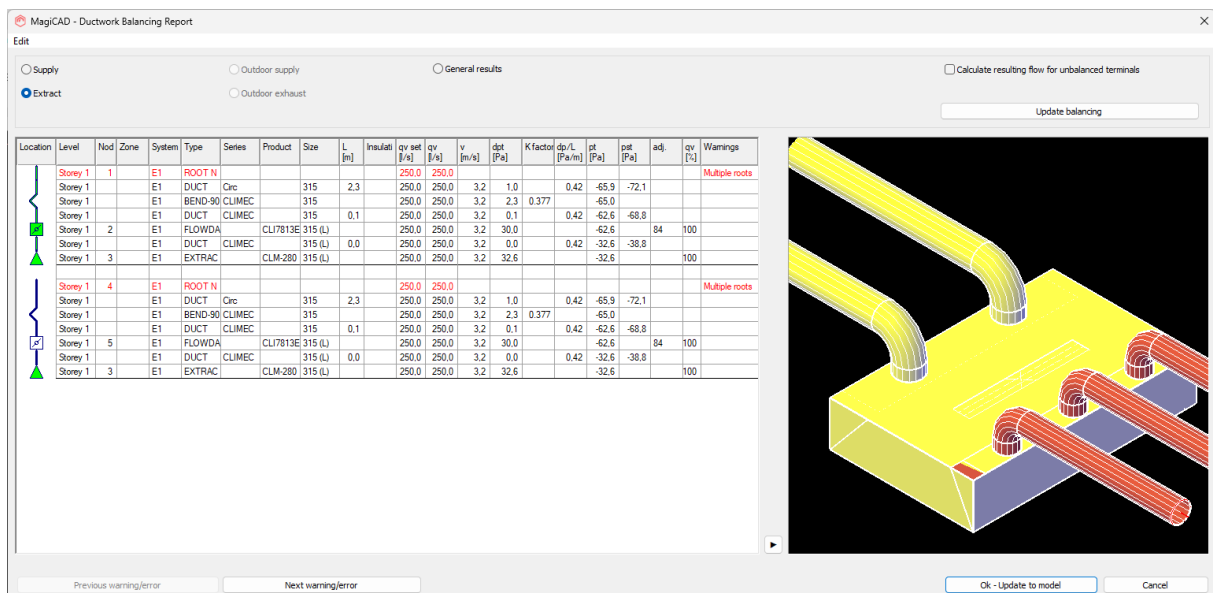 MagiCAD - Ductwork Balancing Report
Edit
Supply Outdoor supply General results Calculate resulting flow for unbalanced terminals
Extract Outdoor exhaust
Update balancing
Location Level Nod Zone System Type Series Product Size L [m] Insulati qv set [l/s] qv [l/s] v [m/s] dpt [Pa] K factor dp/L [Pa/m] pt [Pa] pst [Pa] adj. qv [%] Warnings
Storey 1 1 E1 ROOT N 250,0 250,0 Multiple roots
Storey 1 E1 DUCT Circ 315 2,3 250,0 250,0 3,2 1,0 0,42 -65,9 -72,1
Storey 1 E1 BEND-90 CLIMEC 315 250,0 250,0 3,2 2,3 0.377 -65,0
Storey 1 E1 DUCT CLIMEC 315 0,1 250,0 250,0 3,2 0,1 0,42 -62,6 -68,8
Storey 1 2 E1 FLOWDA CLI7813E 315 (L) 250,0 250,0 3,2 30,0 -62,6 84 100
Storey 1 E1 DUCT CLIMEC 315 (L) 0,0 250,0 250,0 3,2 0,0 0,42 -32,6 -38,8
Storey 1 3 E1 EXTRAC CLM-280 315 (L) 250,0 250,0 3,2 32,6 -32,6 100
Storey 1 4 E1 ROOT N 250,0 250,0 Multiple roots
Storey 1 E1 DUCT Circ 315 2,3 250,0 250,0 3,2 1,0 0,42 -65,9 -72,1
Storey 1 E1 BEND-90 CLIMEC 315 250,0 250,0 3,2 2,3 0.377 -65,0
Storey 1 E1 DUCT CLIMEC 315 0,1 250,0 250,0 3,2 0,1 0,42 -62,6 -68,8
Storey 1 5 E1 FLOWDA CLI7813E 315 (L) 250,0 250,0 3,2 30,0 -62,6 84 100
Storey 1 E1 DUCT CLIMEC 315 (L) 0,0 250,0 250,0 3,2 0,0 0,42 -32,6 -38,8
Storey 1 3 E1 EXTRAC CLM-280 315 (L) 250,0 250,0 3,2 32,6 -32,6 100
Previous warning/error Next warning/error Ok - Update to model Cancel